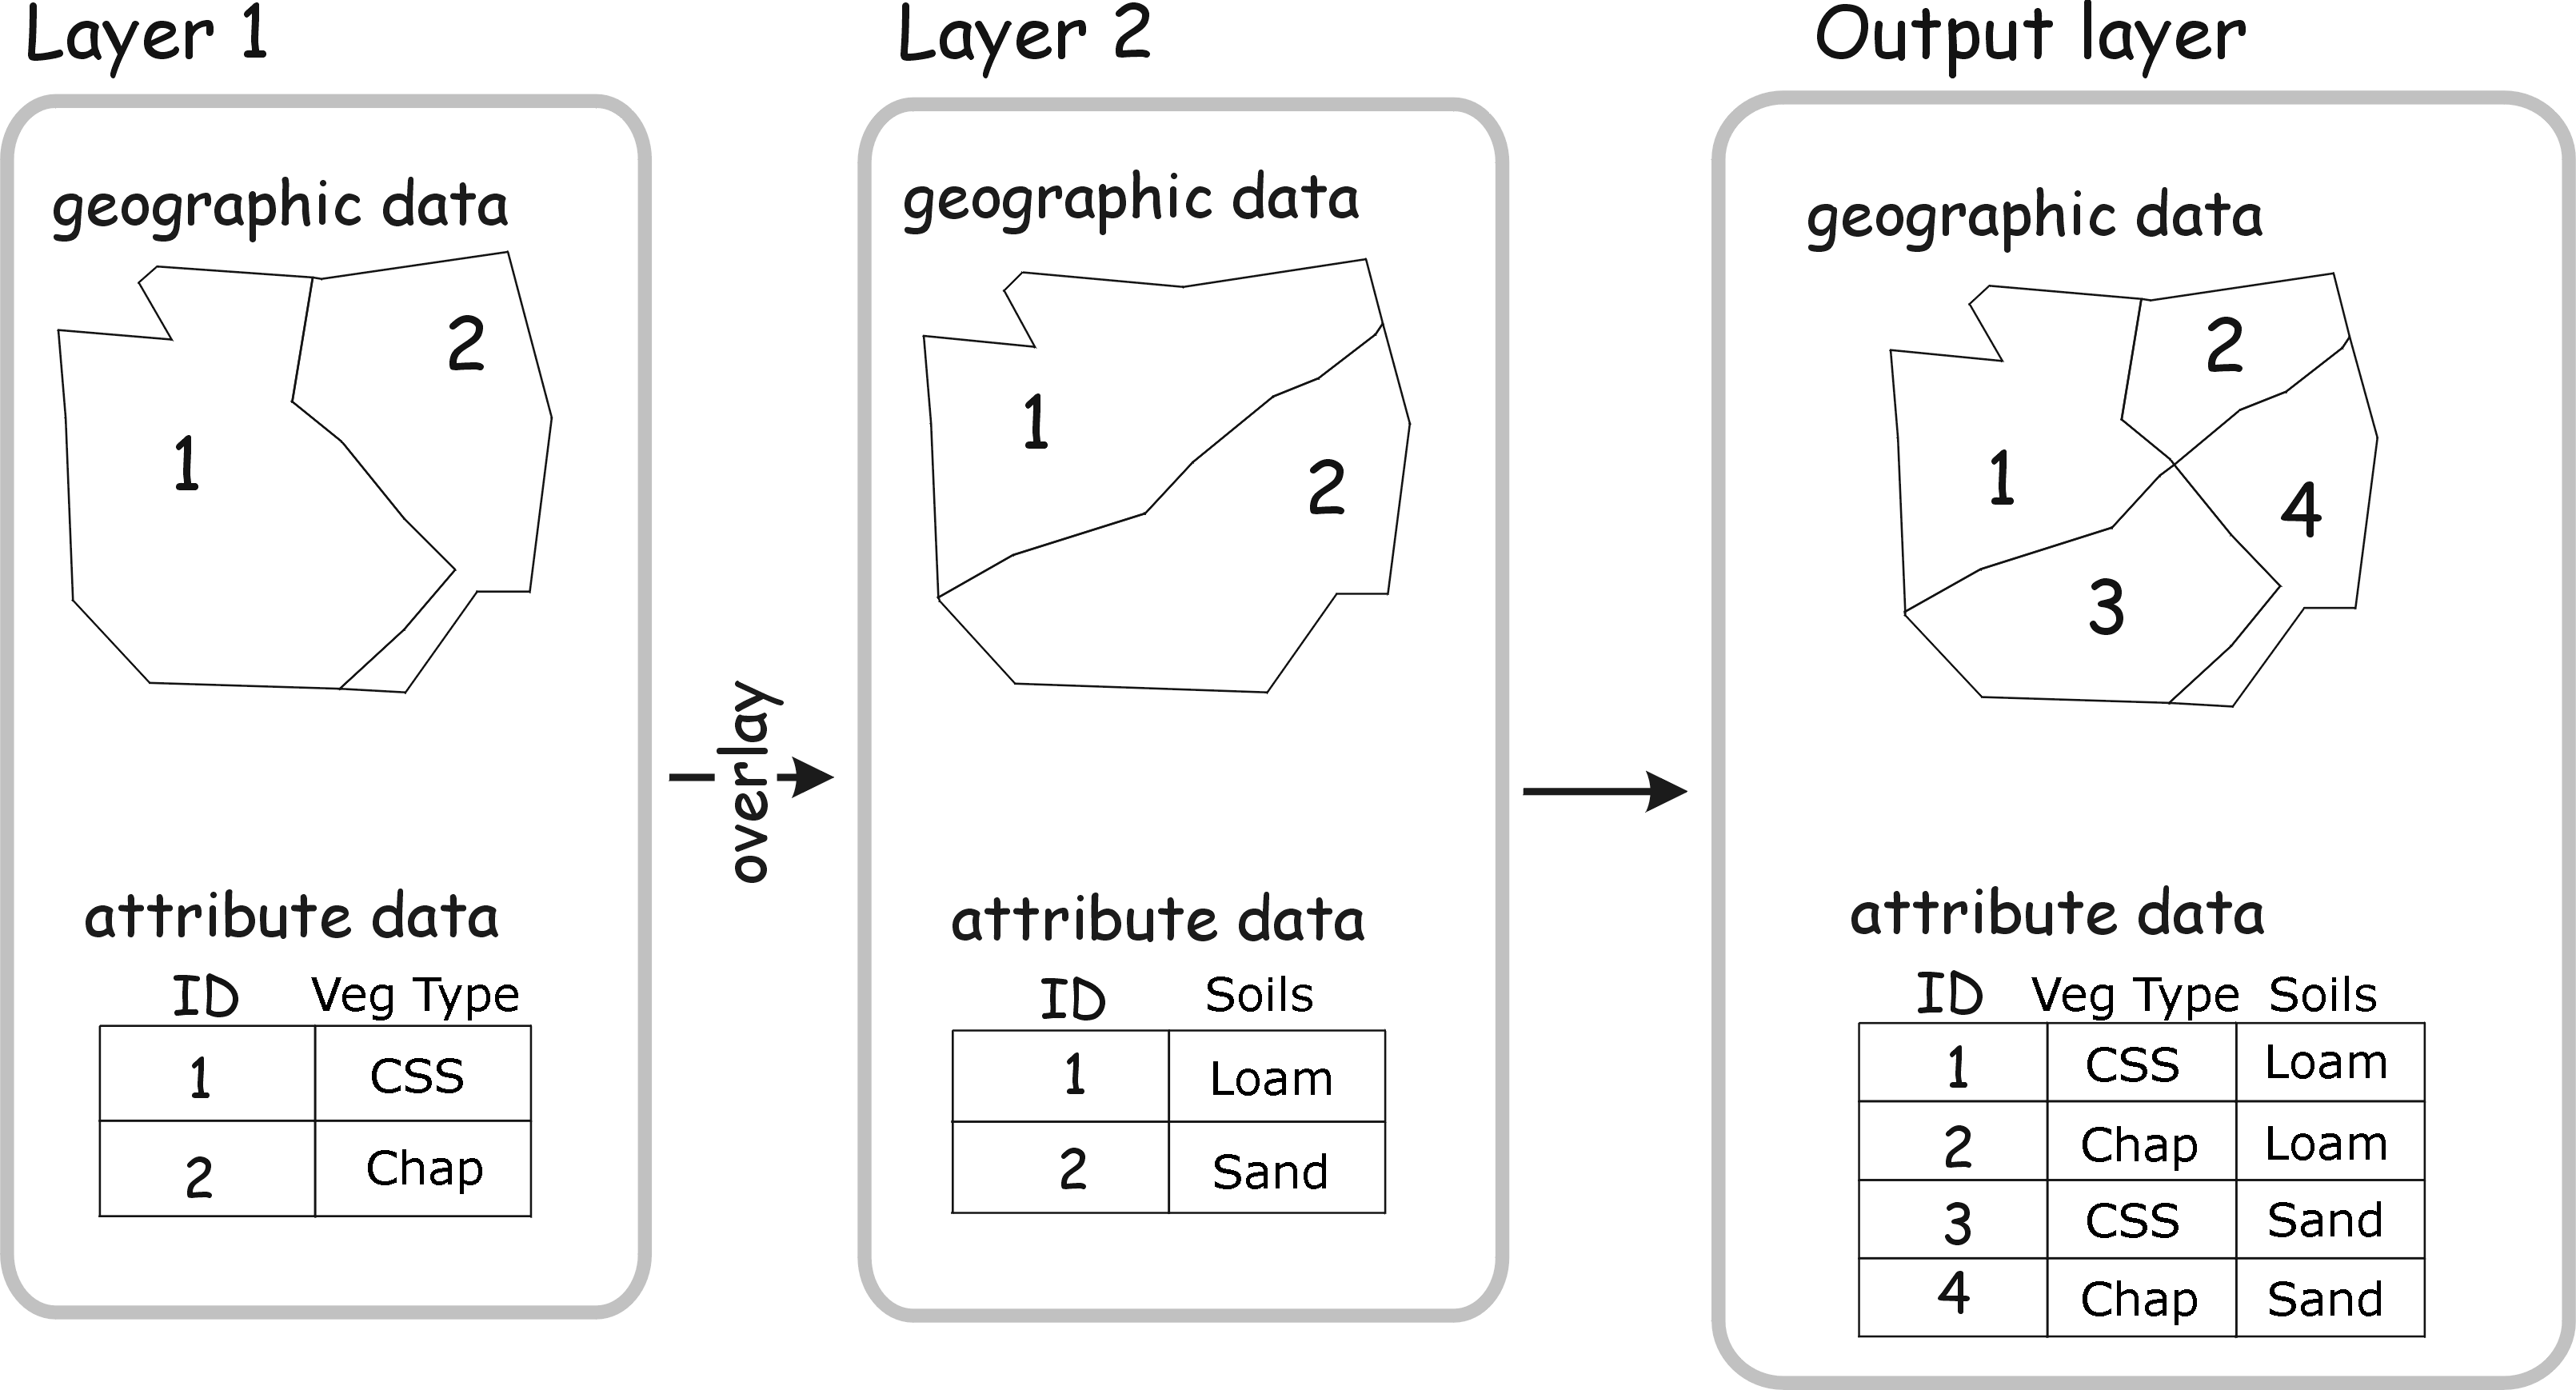 Layer 1
geographic data
1
2
attribute data
ID Veg Type
1 CSS
2 Chap
overlay
Layer 2
geographic data
1
2
attribute data
ID Soils
1 Loam
2 Sand
Output layer
geographic data
2
1
4
3
attribute data
ID Veg Type Soils
1 CSS Loam
2 Chap Loam
3 CSS Sand
4 Chap Sand